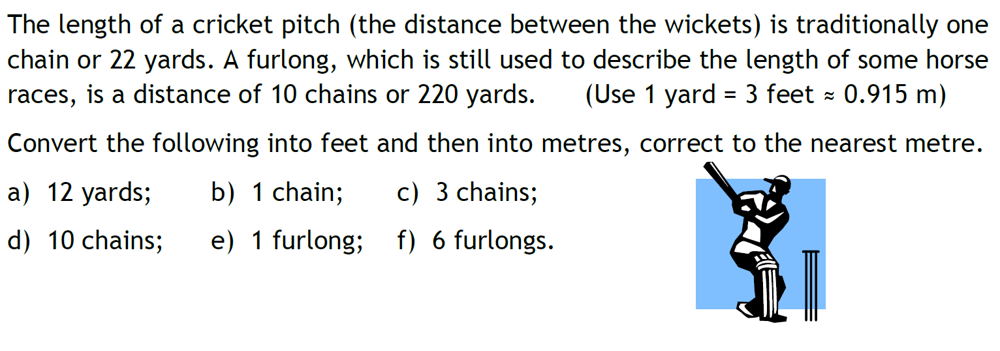 The length of a cricket pitch (the distance between the wickets) is traditionally one
chain or 22 yards. A furlong, which is still used to describe the length of some horse
races, is a distance of 10 chains or 220 yards. (Use 1 yard = 3 feet ≈ 0.915 m)
Convert the following into feet and then into metres, correct to the nearest metre.
a) 12 yards; b) 1 chain; c) 3 chains;
d) 10 chains; e) 1 furlong; f) 6 furlongs.